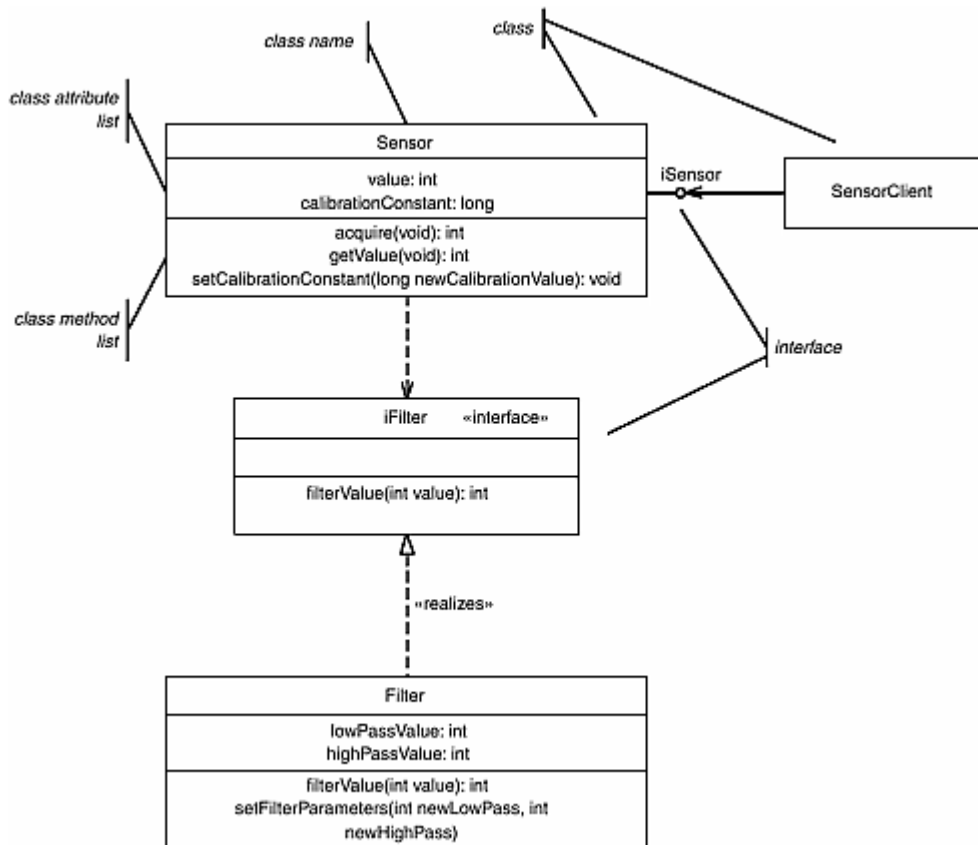 class name
class
class attribute
list
Sensor
value: int
calibrationConstant: long
iSensor
SensorClient
acquire(void): int
getValue(void): int
setCalibrationConstant(long newCalibrationValue): void
class method
list
interface
iFilter «interface»
filterValue(int value): int
«realizes»
Filter
lowPassValue: int
highPassValue: int
filterValue(int value): int
setFilterParameters(int newLowPass, int
newHighPass)